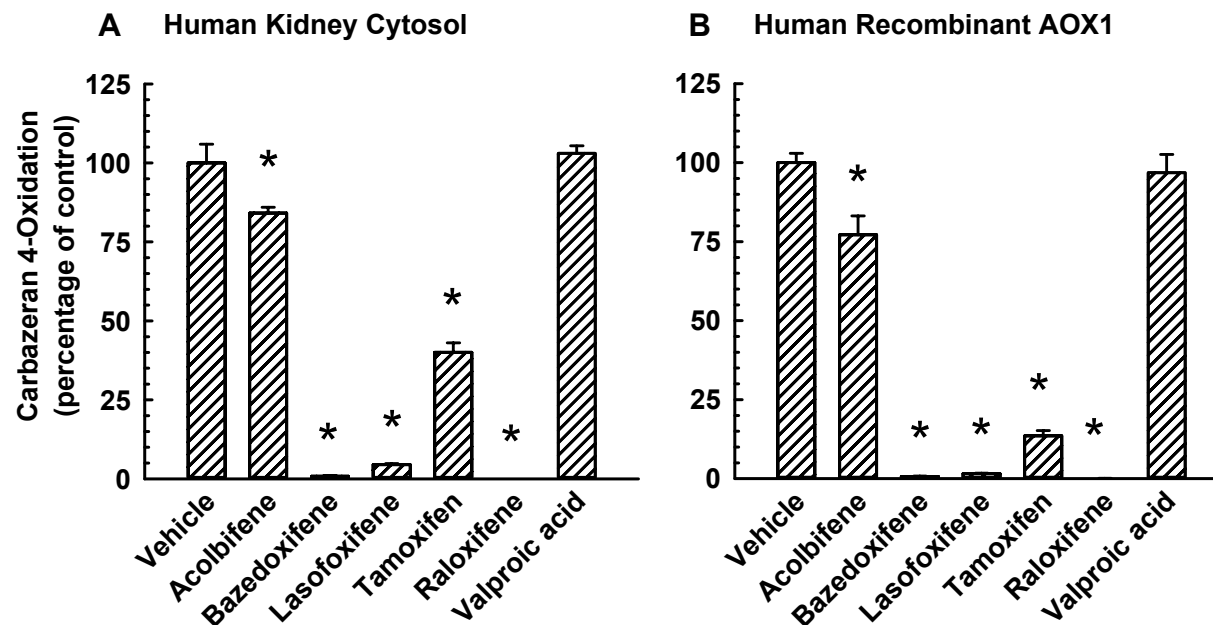 A Human Kidney Cytosol
B Human Recombinant AOX1
Carbazeran 4-Oxidation
(percentage of control)
125
100
75
50
25
0
*
*
*
*
*
Vehicle
Acolbifene
Bazedoxifene
Lasofoxifene
Tamoxifen
Raloxifene
Valproic acid
125
100
75
50
25
0
*
*
*
*
*
Vehicle
Acolbifene
Bazedoxifene
Lasofoxifene
Tamoxifen
Raloxifene
Valproic acid